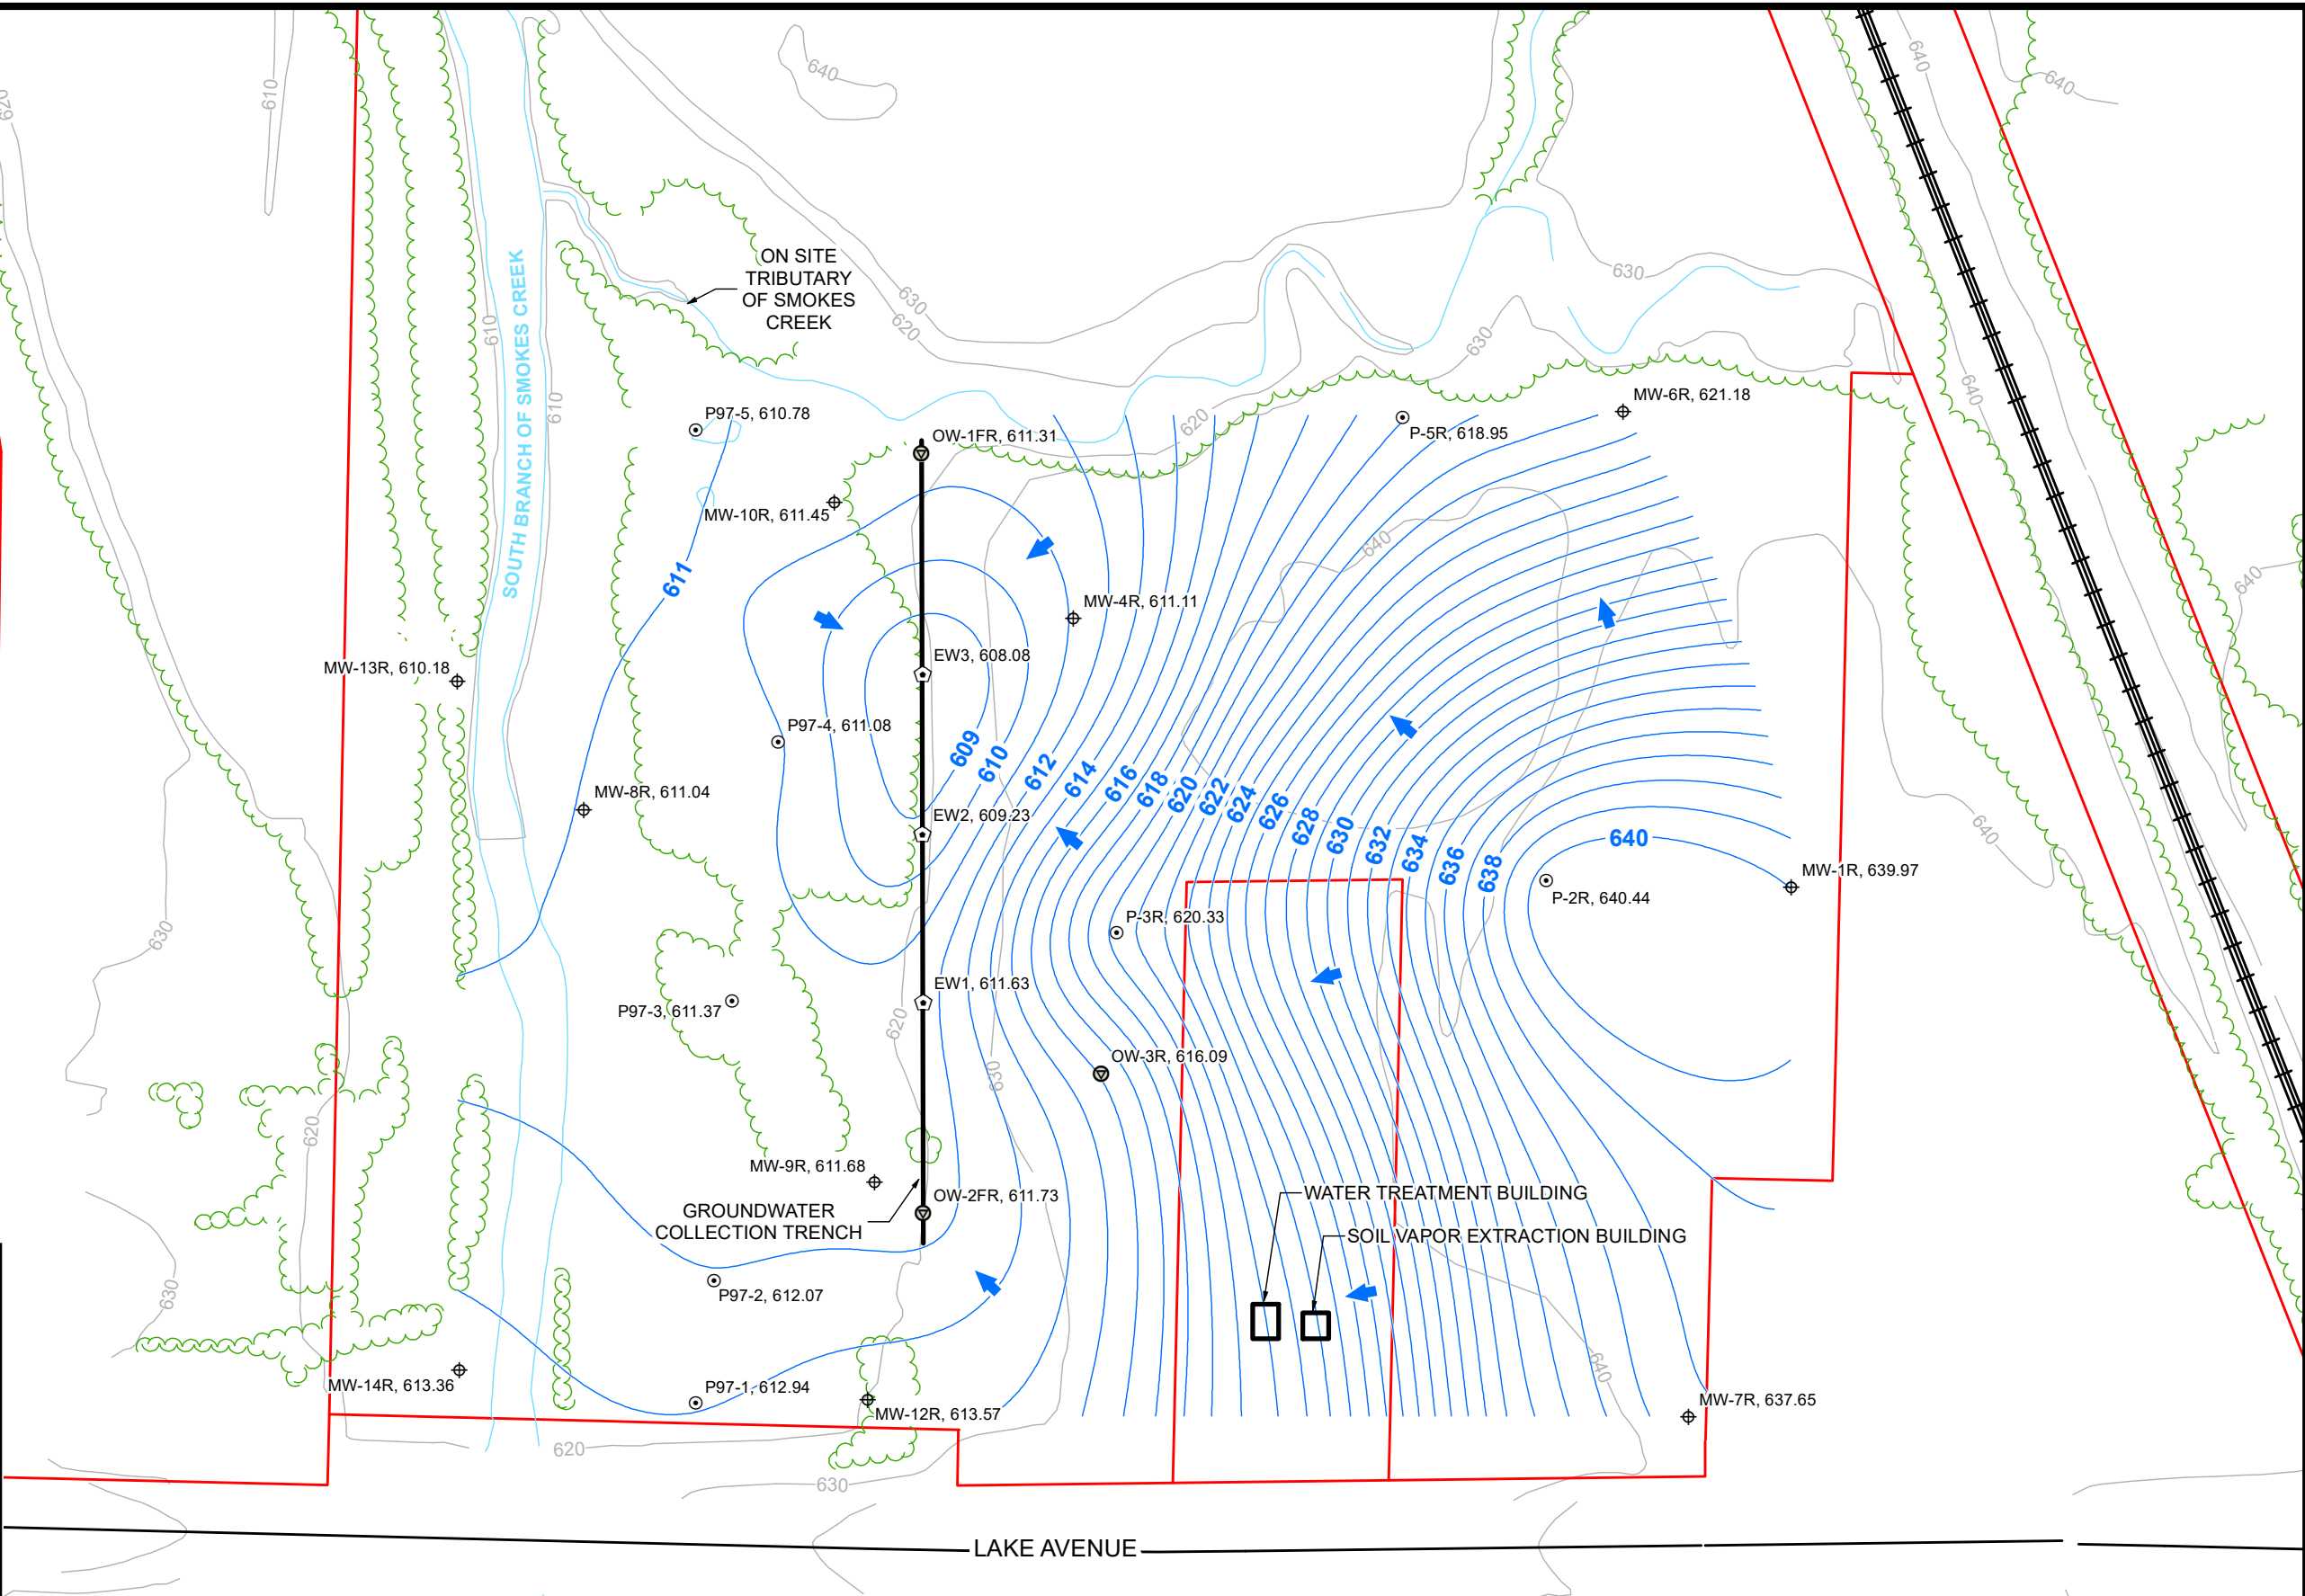 640
640
640
610
620
ON SITE
TRIBUTARY
OF SMOKES
CREEK
630
630
620
610
SOUTH BRANCH OF SMOKES CREEK
610
630
640
MW-6R, 621.18
P97-5, 610.78
OW-1FR, 611.31
620
P-5R, 618.95
MW-10R, 611.45
640
611
640
MW-4R, 611.11
EW3, 608.08
MW-13R, 610.18
P97-4, 611.08
609
610
612
614
616
618
620
622
624
626
628
630
632
634
636
638
640
MW-8R, 611.04
EW2, 609.23
640
MW-1R, 639.97
P-2R, 640.44
P-3R, 620.33
630
EW1, 611.63
P97-3, 611.37
620
OW-3R, 616.09
630
620
MW-9R, 611.68
OW-2FR, 611.73
GROUNDWATER
COLLECTION TRENCH
WATER TREATMENT BUILDING
SOIL VAPOR EXTRACTION BUILDING
630
P97-2, 612.07
640
MW-14R, 613.36
P97-1, 612.94
MW-12R, 613.57
MW-7R, 637.65
620
630
LAKE AVENUE